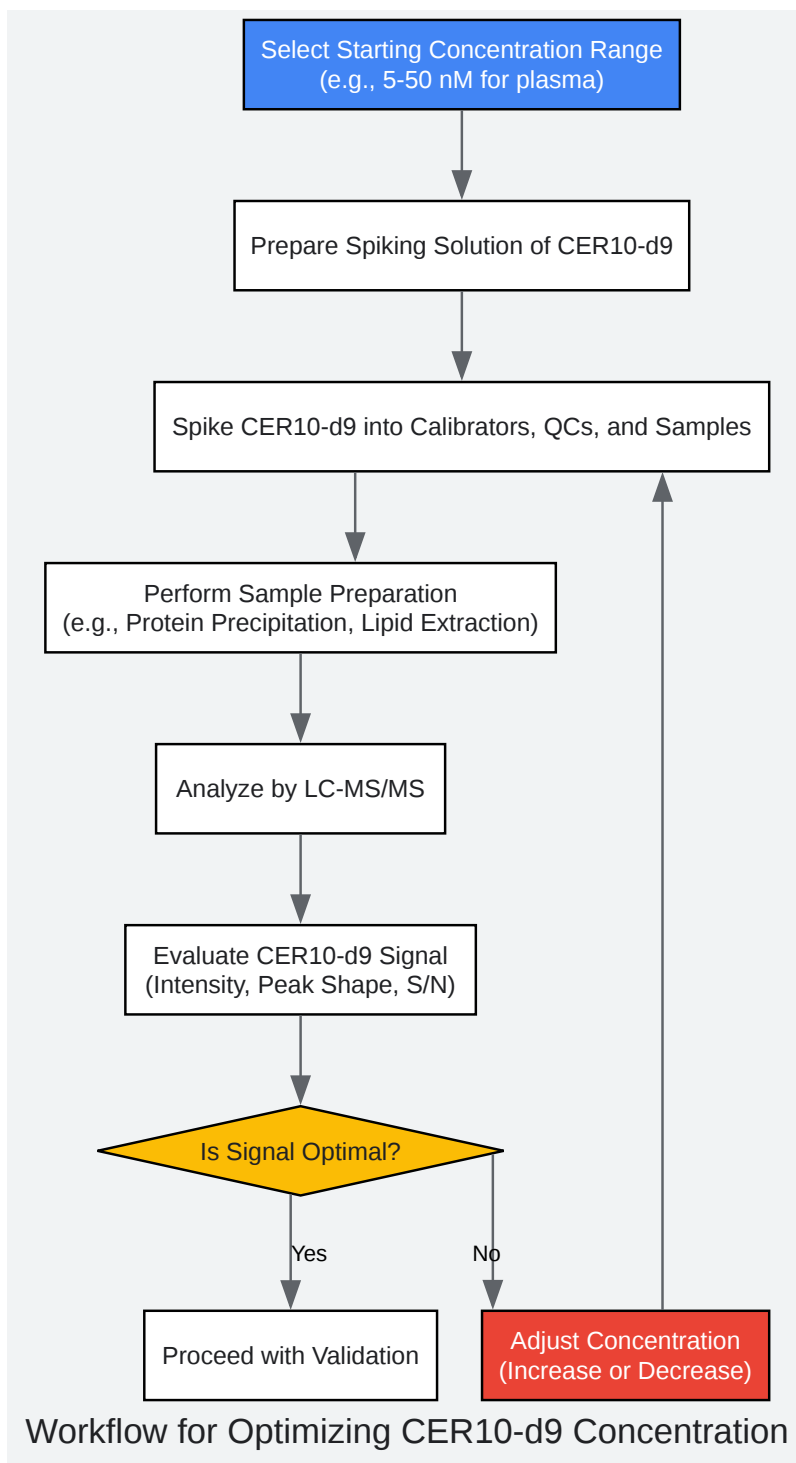 Select Starting Concentration Range
(e.g., 5-50 nM for plasma)
Prepare Spiking Solution of CER10-d9
Spike CER10-d9 into Calibrators, QCs, and Samples
Perform Sample Preparation
(e.g., Protein Precipitation, Lipid Extraction)
Analyze by LC-MS/MS
Evaluate CER10-d9 Signal
(Intensity, Peak Shape, S/N)
Is Signal Optimal?
Yes
No
Proceed with Validation
Adjust Concentration
(Increase or Decrease)
Workflow for Optimizing CER10-d9 Concentration